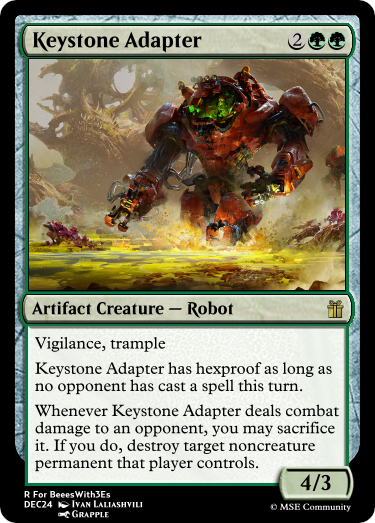 Keystone Adapter 2
Artifact Creature — Robot
Vigilance, trample
Keystone Adapter has hexproof as long as
no opponent has cast a spell this turn.
Whenever Keystone Adapter deals combat
damage to an opponent, you may sacrifice
it. If you do, destroy target noncreature
permanent that player controls.
4/3
R For BeeesWith3Es
DEC24 Ivan Laliashvili
Grapple
© MSE Community